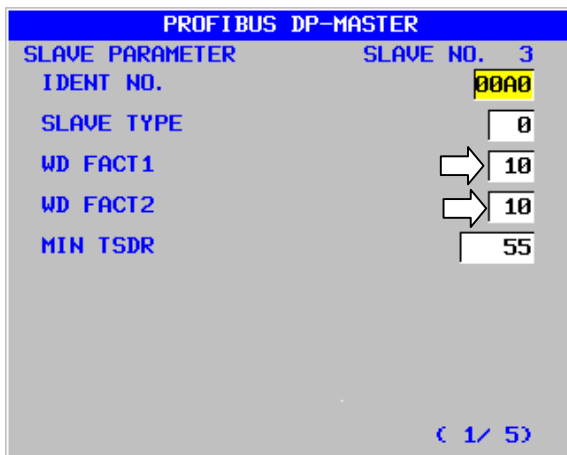 PROFIBUS DP-MASTER
SLAVE PARAMETER SLAVE NO. 3
IDENT NO. 00A0
SLAVE TYPE 0
WD FACT1 10
WD FACT2 10
MIN TSDR 55
( 1/ 5)